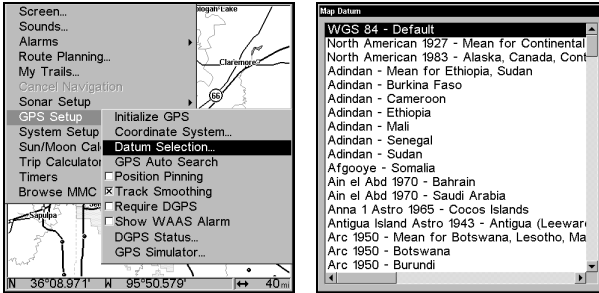 Screen...
Sounds...
Alarms
Route Planning...
My Trails...
Cancel Navigation
Sonar Setup
GPS Setup
System Setup
Sun/Moon Cal
Trip Calculator
Timers
Browse MMC
Initialize GPS
Coordinate System...
Datum Selection...
GPS Auto Search
Position Pinning
Track Smoothing
Require DGPS
Show WAAS Alarm
DGPS Status...
GPS Simulator...
ologah Lake
Claremore
66
Sapulpa
N 36°08.971' W 95°50.579' ↔ 40mi
Map Datum
WGS 84 - Default
North American 1927 - Mean for Continental
North American 1983 - Alaska, Canada, Cont
Adindan - Mean for Ethiopia, Sudan
Adindan - Burkina Faso
Adindan - Cameroon
Adindan - Ethiopia
Adindan - Mali
Adindan - Senegal
Adindan - Sudan
Afgooye - Somalia
Ain el Abd 1970 - Bahrain
Ain el Abd 1970 - Saudi Arabia
Anna 1 Astro 1965 - Cocos Islands
Antigua Island Astro 1943 - Antigua (Leewar
Arc 1950 - Mean for Botswana, Lesotho, Ma
Arc 1950 - Botswana
Arc 1950 - Burundi